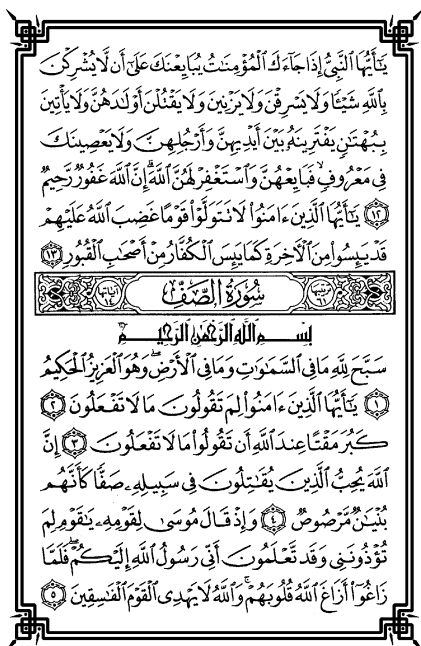 يَـٰٓأَيُّهَا ٱلنَّبِىُّ إِذَا جَآءَكَ ٱلْمُؤْمِنَـٰتُ يُبَايِعْنَكَ عَلَىٰٓ أَن لَّا يُشْرِكْنَ
بِٱللَّهِ شَيْـًٔا وَلَا يَسْرِقْنَ وَلَا يَزْنِينَ وَلَا يَقْتُلْنَ أَوْلَـٰدَهُنَّ وَلَا يَأْتِينَ
بِبُهْتَـٰنٍ يَفْتَرِينَهُۥ بَيْنَ أَيْدِيهِنَّ وَأَرْجُلِهِنَّ وَلَا يَعْصِينَكَ
فِى مَعْرُوفٍ ۙ فَبَايِعْهُنَّ وَٱسْتَغْفِرْ لَهُنَّ ٱللَّهَ ۖ إِنَّ ٱللَّهَ غَفُورٌ رَّحِيمٌ
١٢ يَـٰٓأَيُّهَا ٱلَّذِينَ ءَامَنُوا۟ لَا تَتَوَلَّوْا۟ قَوْمًا غَضِبَ ٱللَّهُ عَلَيْهِمْ
قَدْ يَئِسُوا۟ مِنَ ٱلْـَٔاخِرَةِ كَمَا يَئِسَ ٱلْكُفَّارُ مِنْ أَصْحَـٰبِ ٱلْقُبُورِ ١٣
سُورَةُ ٱلصَّفِّ
بِسْمِ ٱللَّهِ ٱلرَّحْمَـٰنِ ٱلرَّحِيمِ
سَبَّحَ لِلَّهِ مَا فِى ٱلسَّمَـٰوَٰتِ وَمَا فِى ٱلْأَرْضِ ۖ وَهُوَ ٱلْعَزِيزُ ٱلْحَكِيمُ
١ يَـٰٓأَيُّهَا ٱلَّذِينَ ءَامَنُوا۟ لِمَ تَقُولُونَ مَا لَا تَفْعَلُونَ ٢
كَبُرَ مَقْتًا عِندَ ٱللَّهِ أَن تَقُولُوا۟ مَا لَا تَفْعَلُونَ ٣ إِنَّ
ٱللَّهَ يُحِبُّ ٱلَّذِينَ يُقَـٰتِلُونَ فِى سَبِيلِهِۦ صَفًّا كَأَنَّهُم
بُنْيَـٰنٌ مَّرْصُوصٌ ٤ وَإِذْ قَالَ مُوسَىٰ لِقَوْمِهِۦ يَـٰقَوْمِ لِمَ
تُؤْذُونَنِى وَقَد تَّعْلَمُونَ أَنِّى رَسُولُ ٱللَّهِ إِلَيْكُمْ ۖ فَلَمَّا
زَاغُوٓا۟ أَزَاغَ ٱللَّهُ قُلُوبَهُمْ ۚ وَٱللَّهُ لَا يَهْدِى ٱلْقَوْمَ ٱلْفَـٰسِقِينَ ٥